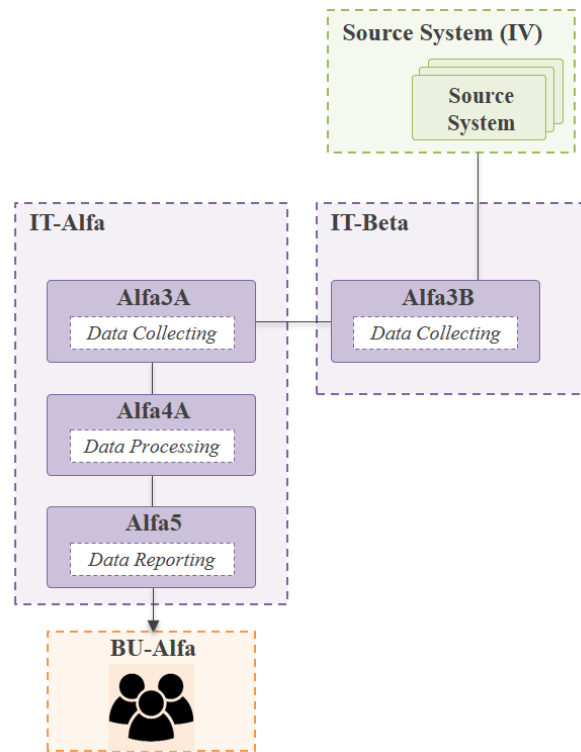 Source System (IV)
Source
System
IT-Alfa
IT-Beta
Alfa3A
Data Collecting
Alfa3B
Data Collecting
Alfa4A
Data Processing
Alfa5
Data Reporting
BU-Alfa